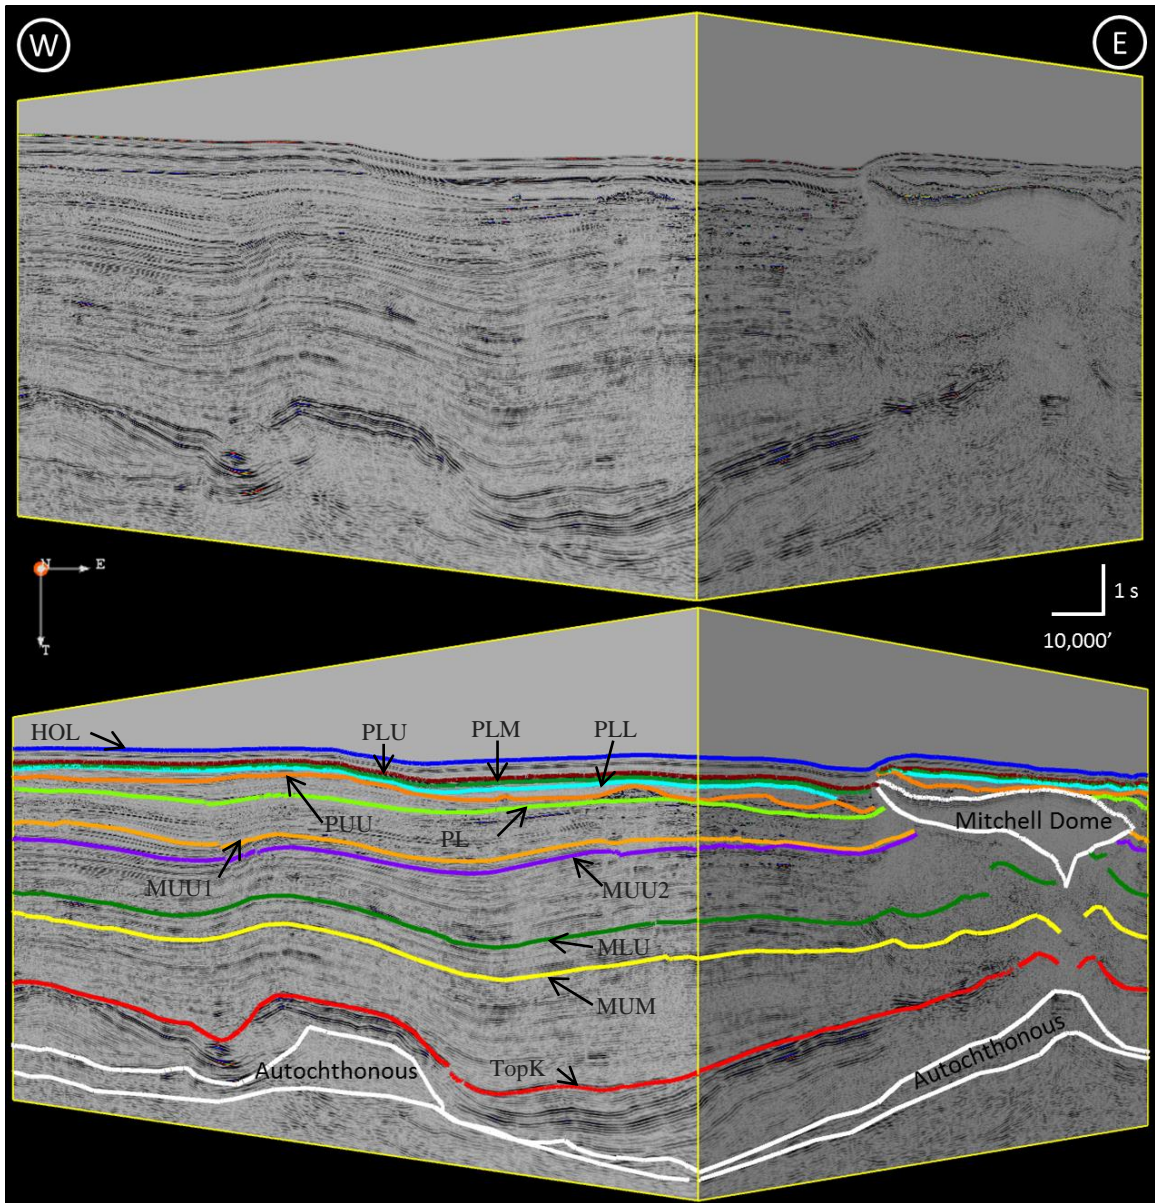 W
E
N
E
T
1 s
10,000’
HOL
PLU
PLM
PLL
PUU
PL
Mitchell Dome
MUU1
MUU2
MLU
MUM
TopK
Autochthonous
Autochthonous